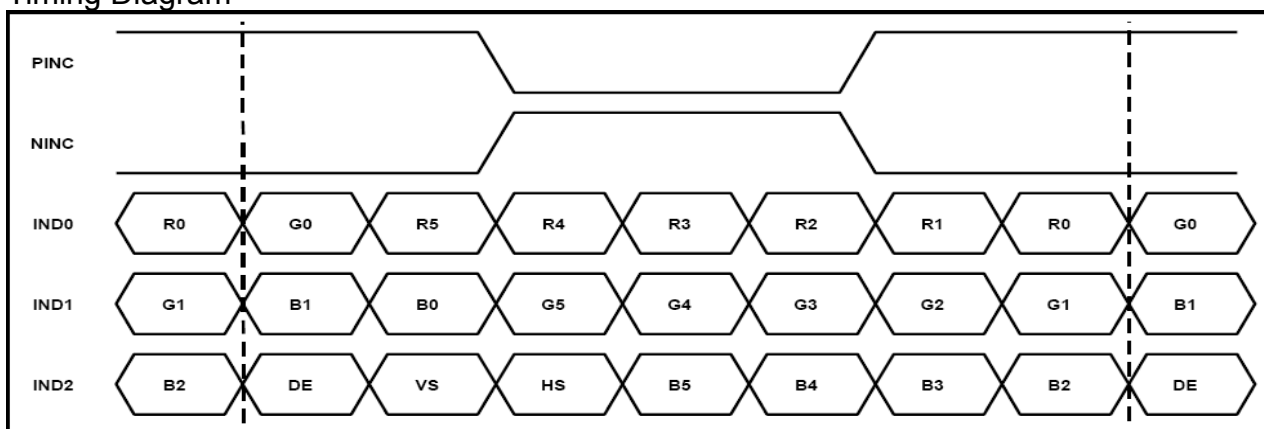 Timing Diagram
PINC
NINC
IND0 R0 G0 R5 R4 R3 R2 R1 R0 G0
IND1 G1 B1 B0 G5 G4 G3 G2 G1 B1
IND2 B2 DE VS HS B5 B4 B3 B2 DE